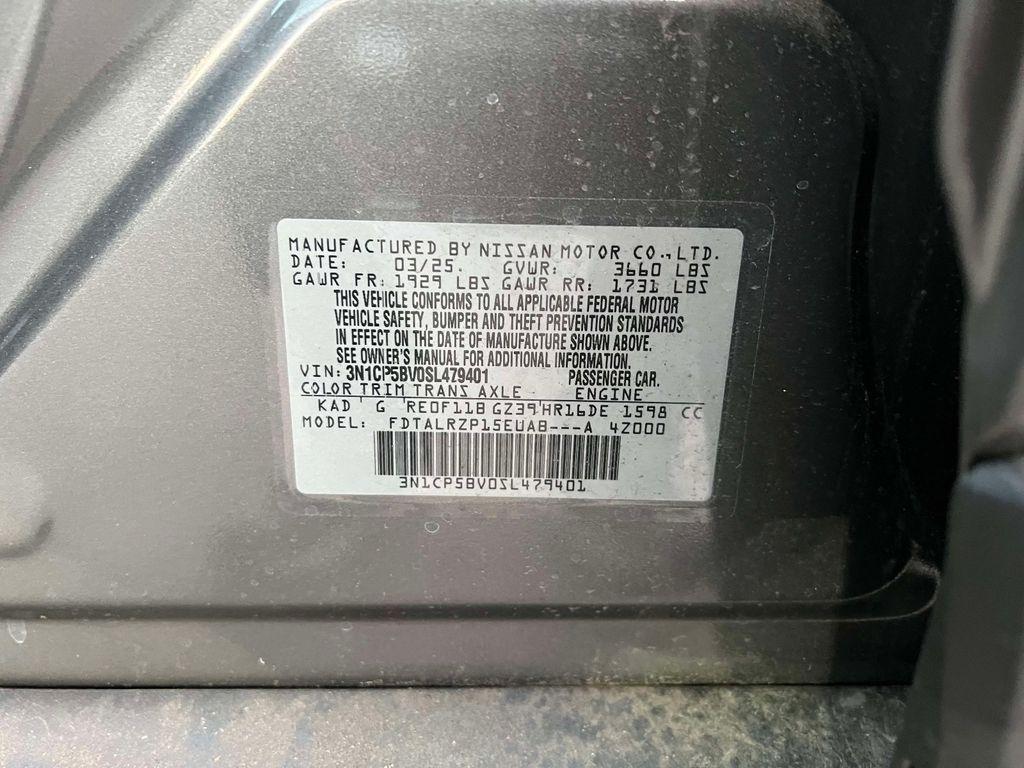 MANUFACTURED BY NISSAN MOTOR CO., LTD.
DATE: 03/25. GVWR: 3660 LBS
GAWR FR: 1929 LBS GAWR RR: 1731 LBS
THIS VEHICLE CONFORMS TO ALL APPLICABLE FEDERAL MOTOR
VEHICLE SAFETY, BUMPER AND THEFT PREVENTION STANDARDS
IN EFFECT ON THE DATE OF MANUFACTURE SHOWN ABOVE.
SEE OWNER'S MANUAL FOR ADDITIONAL INFORMATION.
VIN: 3N1CP5BV0SL479401 PASSENGER CAR.
COLOR TRIM TRANS AXLE ENGINE
KAD ' G 'RE0F11B GZ39'HR16DE 1598 CC
MODEL: FDTALRZP15EUAB---A 4Z000
3N1CP5BV0SL479401